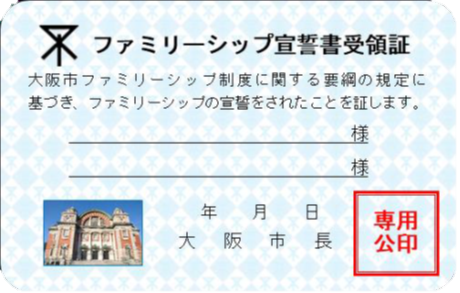 ファミリーシップ宣誓書受領証
大阪市ファミリーシップ制度に関する要綱の規定に
基づき、ファミリーシップの宣誓をされたことを証します。
様
様
年 月 日
大阪市長
専用
公印